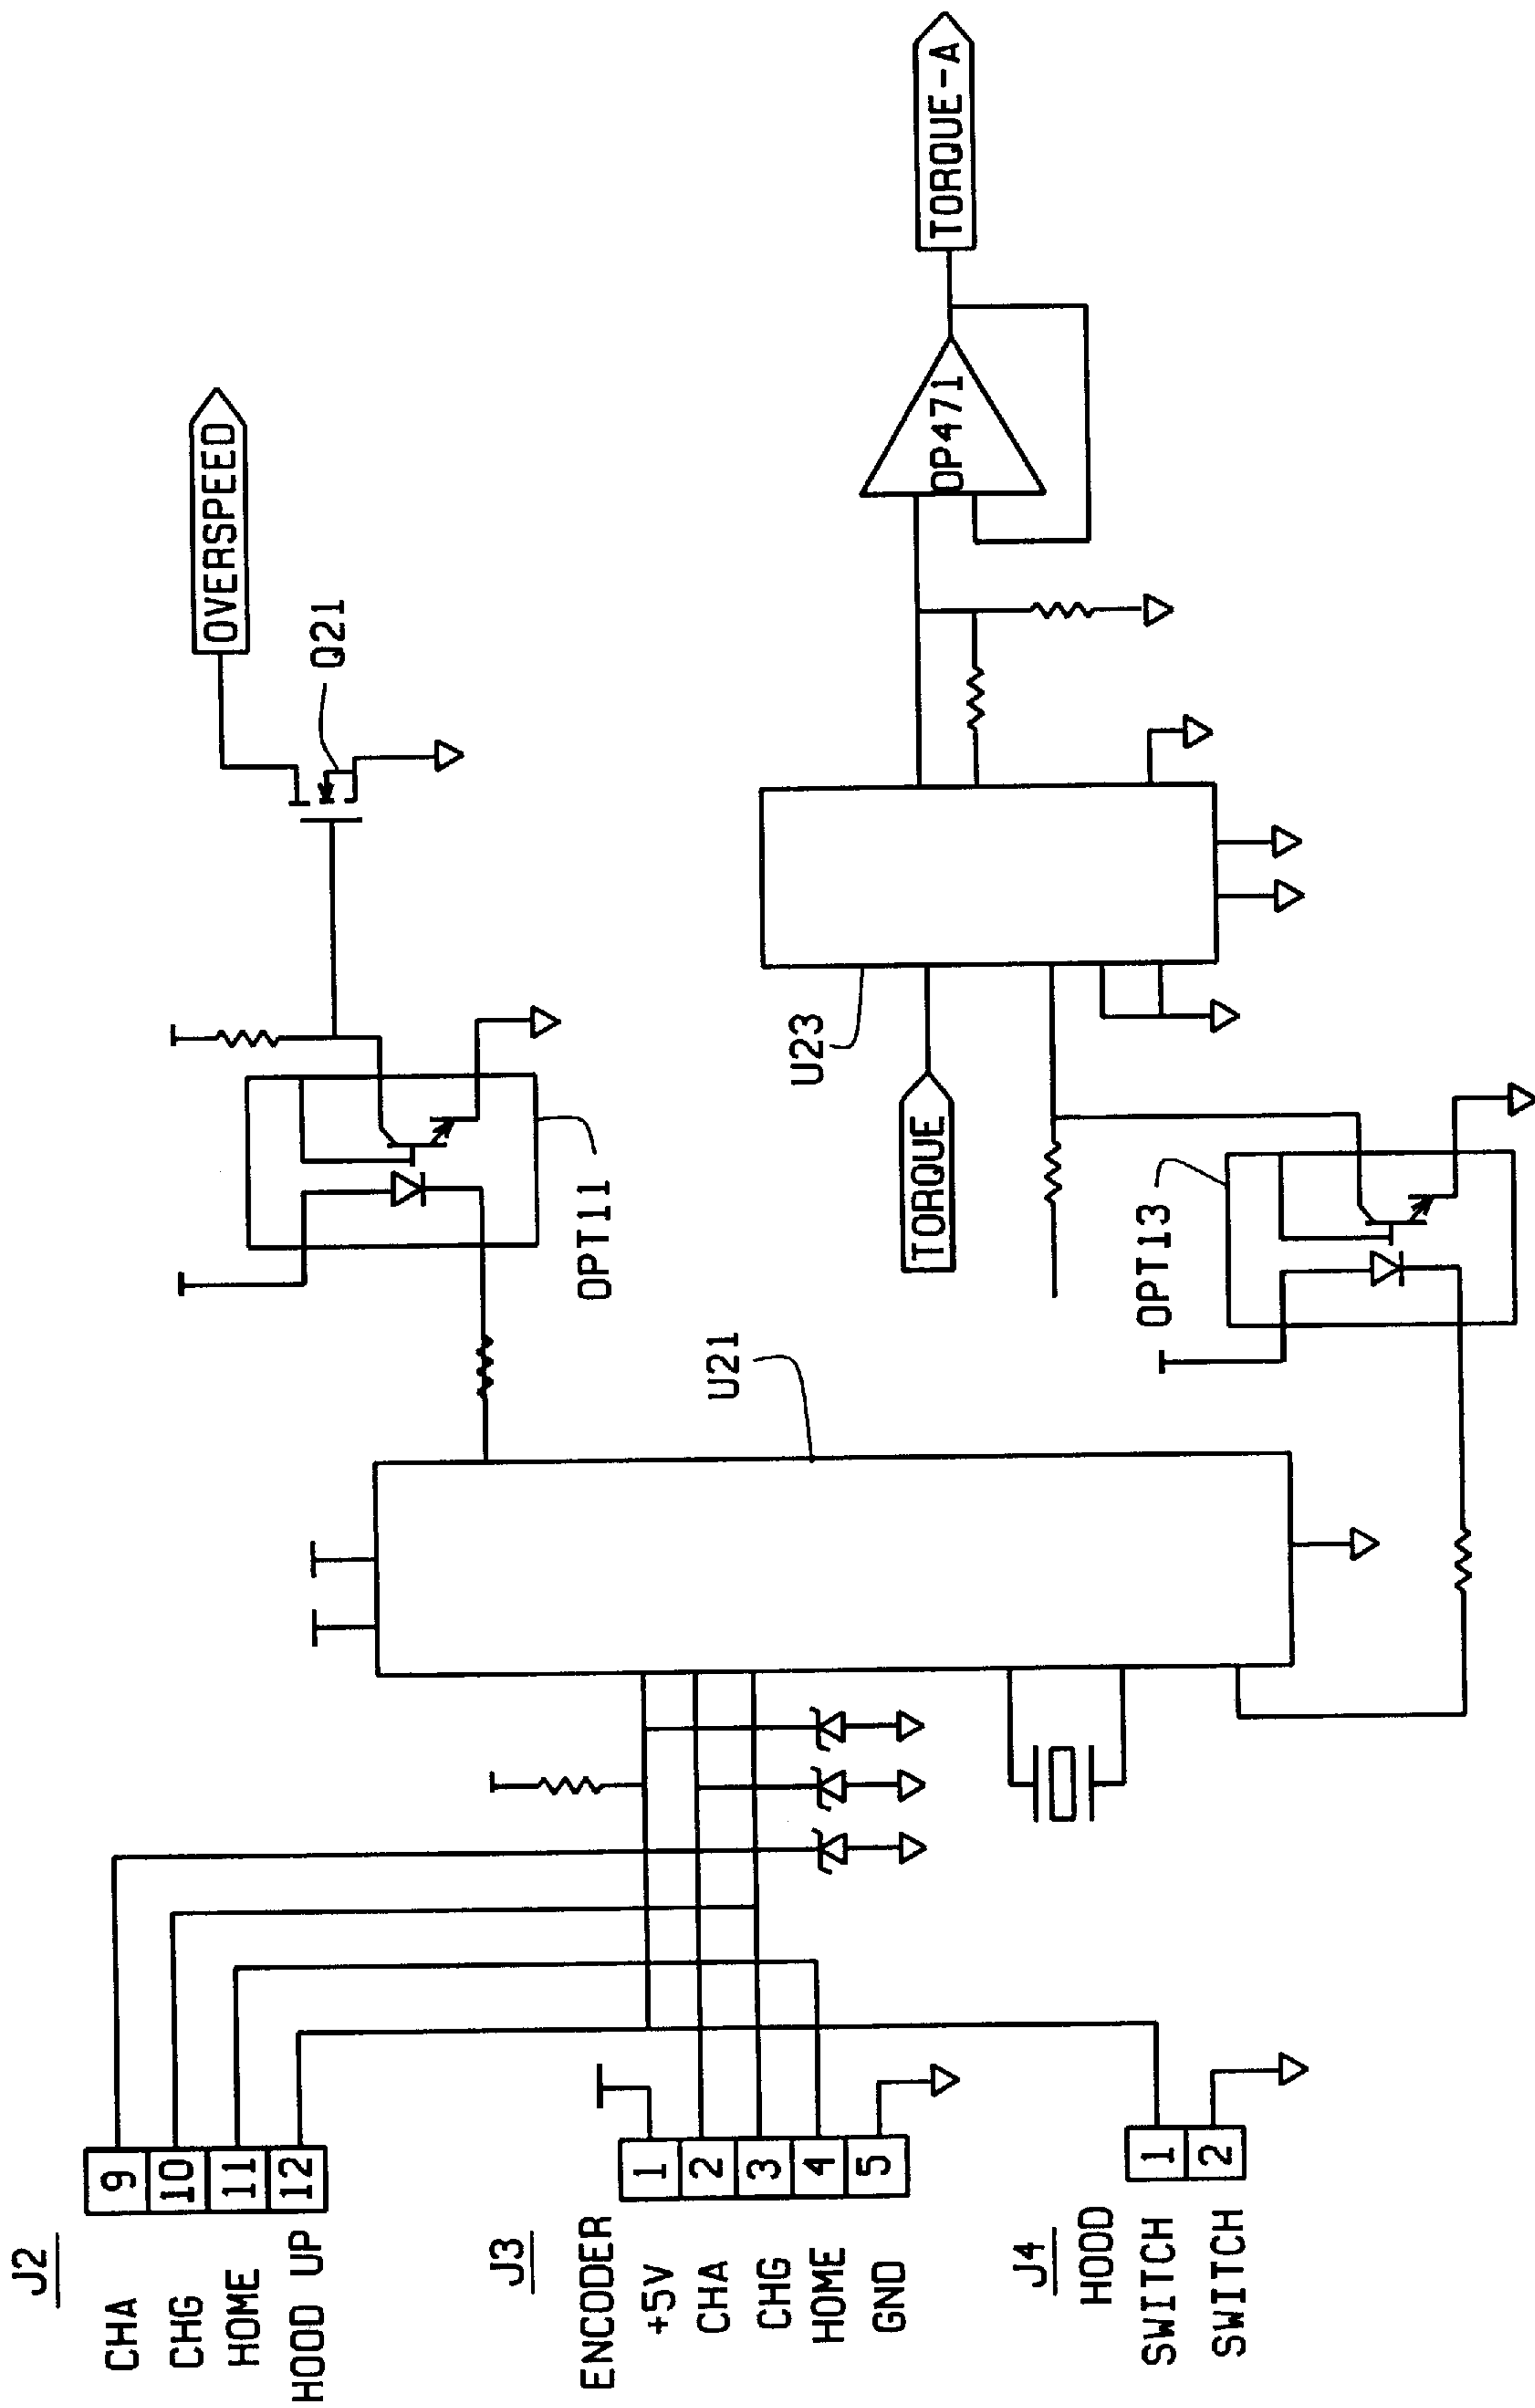 J2
CHA 9
CHG 10
HOME 11
HOOD UP 12
J3
ENCODER
+5V 1
CHA 2
CHG 3
HOME 4
GND 5
J4
HOOD
SWITCH 1
SWITCH 2
U21
OPT11
OPT13
Q21
OVERSPEED
TORQUE
U23
OP471
TORQUE-A